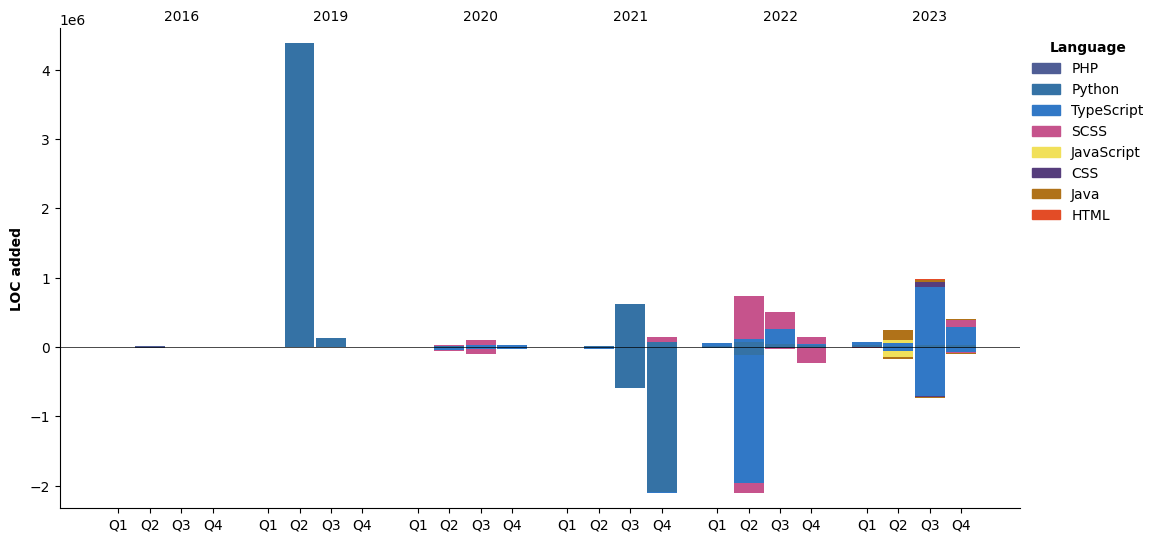 1e6
2016 2019 2020 2021 2022 2023
LOC added
4
3
2
1
0
−1
−2
Q1 Q2 Q3 Q4 Q1 Q2 Q3 Q4 Q1 Q2 Q3 Q4 Q1 Q2 Q3 Q4 Q1 Q2 Q3 Q4 Q1 Q2 Q3 Q4
Language
PHP
Python
TypeScript
SCSS
JavaScript
CSS
Java
HTML